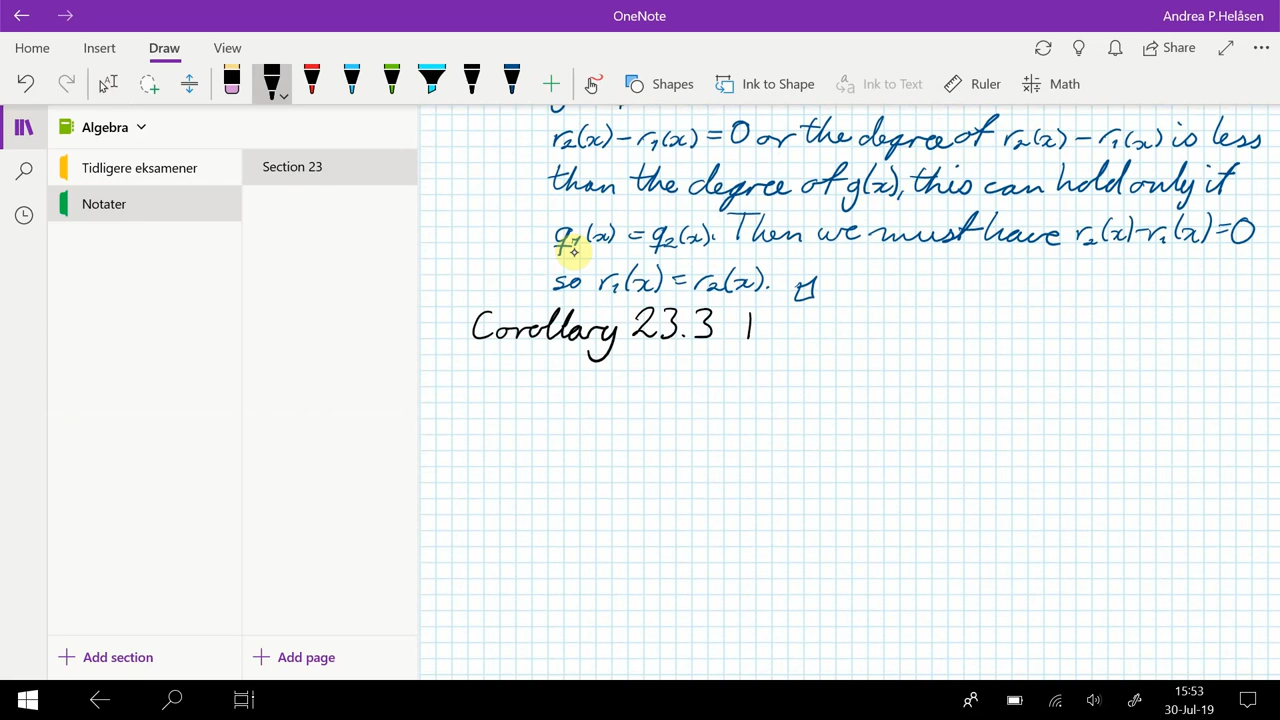 OneNote
Andrea P.Helåsen
Home Insert Draw View
Share
Shapes Ink to Shape Ink to Text Ruler Math
Algebra
Tidligere eksamener
Section 23
Notater
r₂(x)-r₁(x)=0 or the degree of r₂(x)-r₁(x) is less
than the degree of g(x), this can hold only if
q₁(x)=q₂(x). Then we must have r₂(x)-r₁(x)=0
so r₁(x)=r₂(x).
Corollary 23.3
Add section
Add page
15:53
30-Jul-19